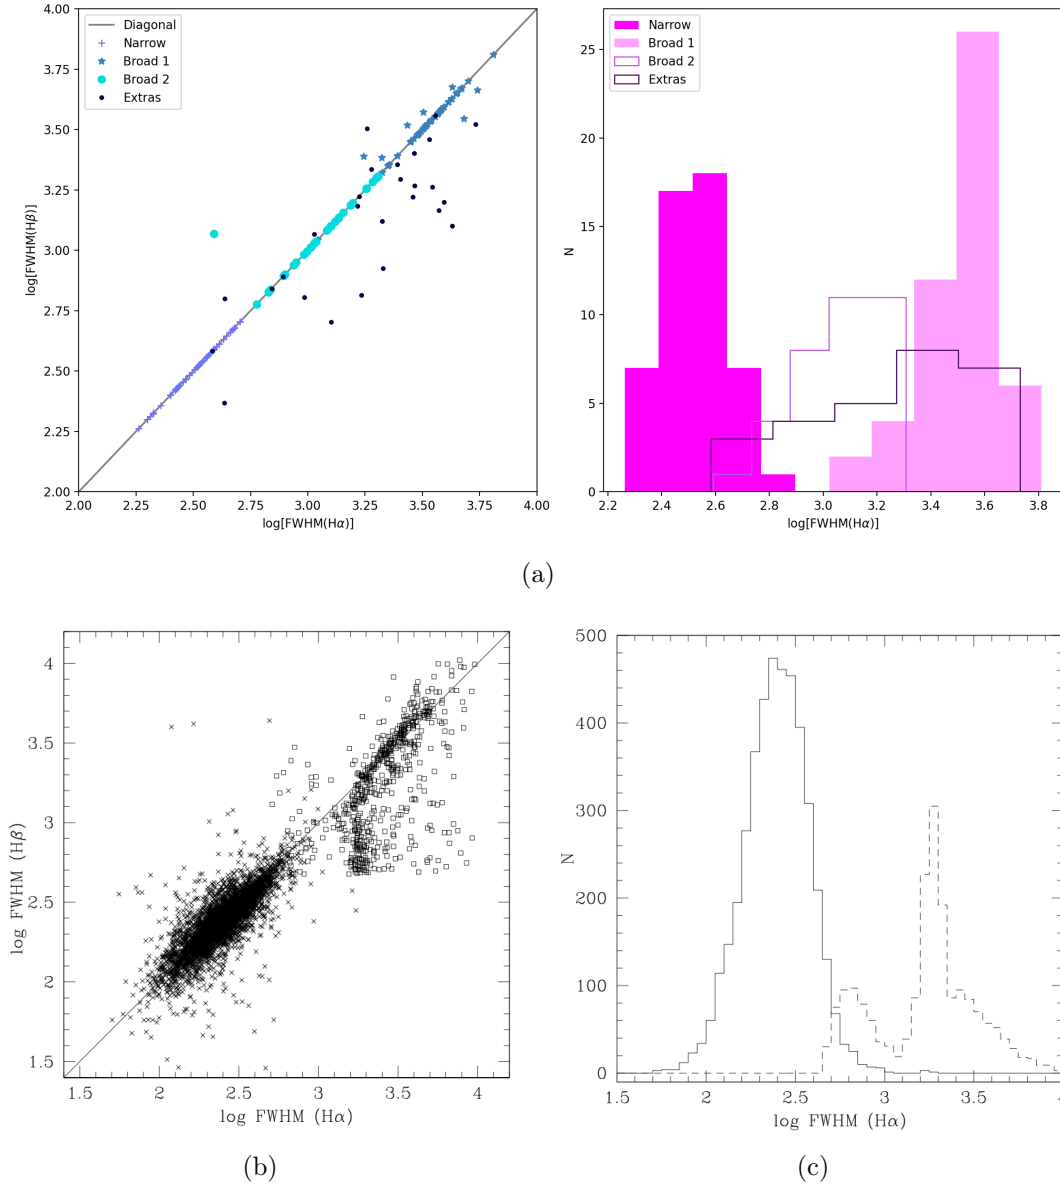 4.00
3.75
3.50
3.25
3.00
2.75
2.50
2.25
2.00
log[FWHM(Hβ)]
Diagonal
Narrow
Broad 1
Broad 2
Extras
2.00 2.25 2.50 2.75 3.00 3.25 3.50 3.75 4.00
log[FWHM(Hα)]
25
20
15
10
5
0
N
Narrow
Broad 1
Broad 2
Extras
2.2 2.4 2.6 2.8 3.0 3.2 3.4 3.6 3.8
log[FWHM(Hα)]
(a)
4
3.5
3
2.5
2
1.5
log FWHM (Hβ)
1.5 2 2.5 3 3.5 4
log FWHM (Hα)
(b)
500
400
300
200
100
0
N
1.5 2 2.5 3 3.5
log FWHM (Hα)
(c)